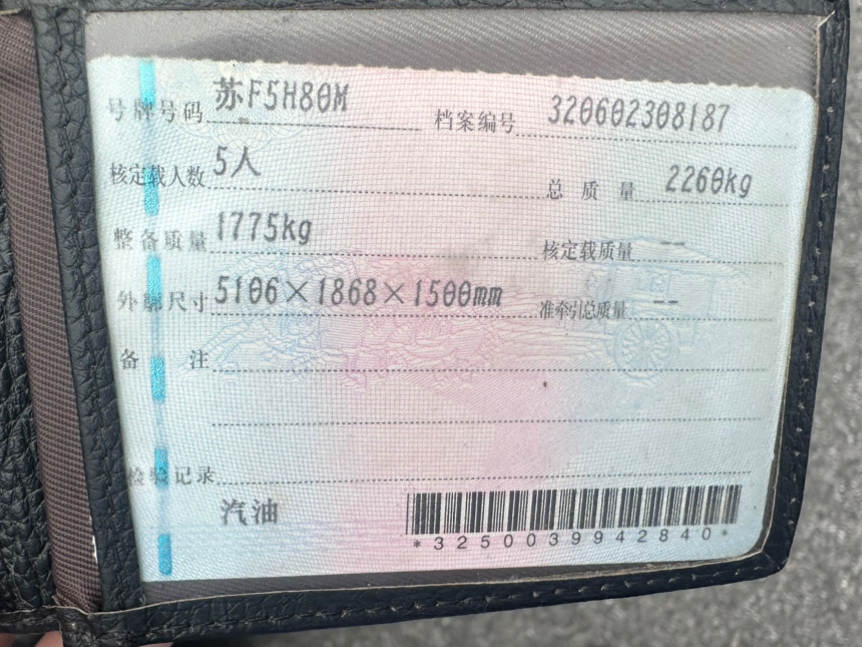 号牌号码 苏F5H80M 档案编号 320602308187
核定载人数 5人 总质量 2260kg
整备质量 1775kg 核定载质量 --
外廓尺寸 5106×1868×1500mm 准牵引总质量 --
备注
检验记录
汽油
*3250039942840*